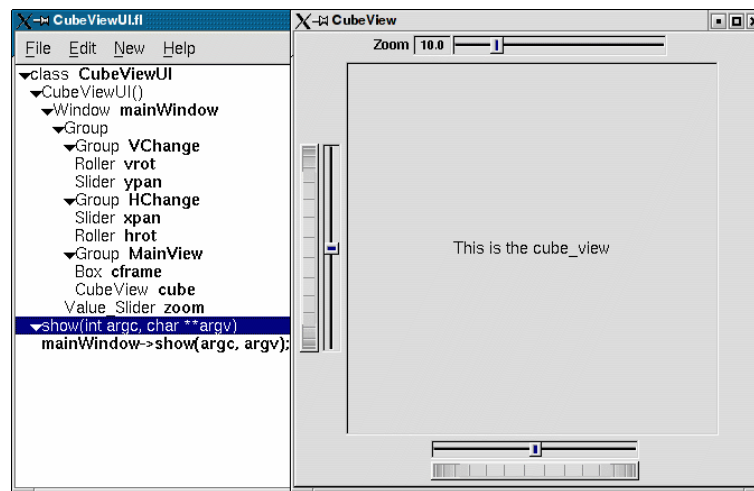 CubeViewUI.fl
File Edit New Help
class CubeViewUI
CubeViewUI()
Window mainWindow
Group
Group VChange
Roller vrot
Slider ypan
Group HChange
Slider xpan
Roller hrot
Group MainView
Box cframe
CubeView cube
Value_Slider zoom
show(int argc, char **argv)
mainWindow->show(argc, argv);
CubeView
Zoom 10.0
This is the cube_view